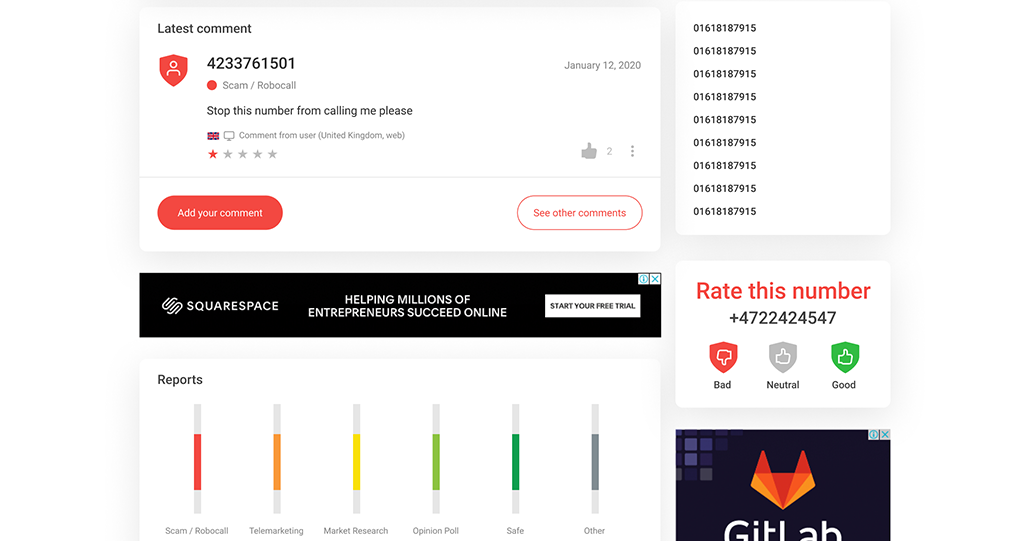 Latest comment
4233761501
January 12, 2020
Scam / Robocall
Stop this number from calling me please
Comment from user (United Kingdom, web)
2
Add your comment
See other comments
SQUARESPACE
HELPING MILLIONS OF
ENTREPRENEURS SUCCEED ONLINE
START YOUR FREE TRIAL
Reports
Scam / Robocall
Telemarketing
Market Research
Opinion Poll
Safe
Other
01618187915
01618187915
01618187915
01618187915
01618187915
01618187915
01618187915
01618187915
01618187915
Rate this number
+4722424547
Bad
Neutral
Good
GitLab